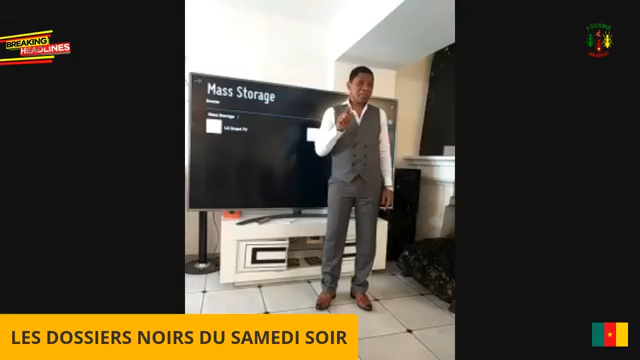 BREAKING
HEADLINES
Mass Storage
Mass Storage /
LG Smart TV
LES DOSSIERS NOIRS DU SAMEDI SOIR